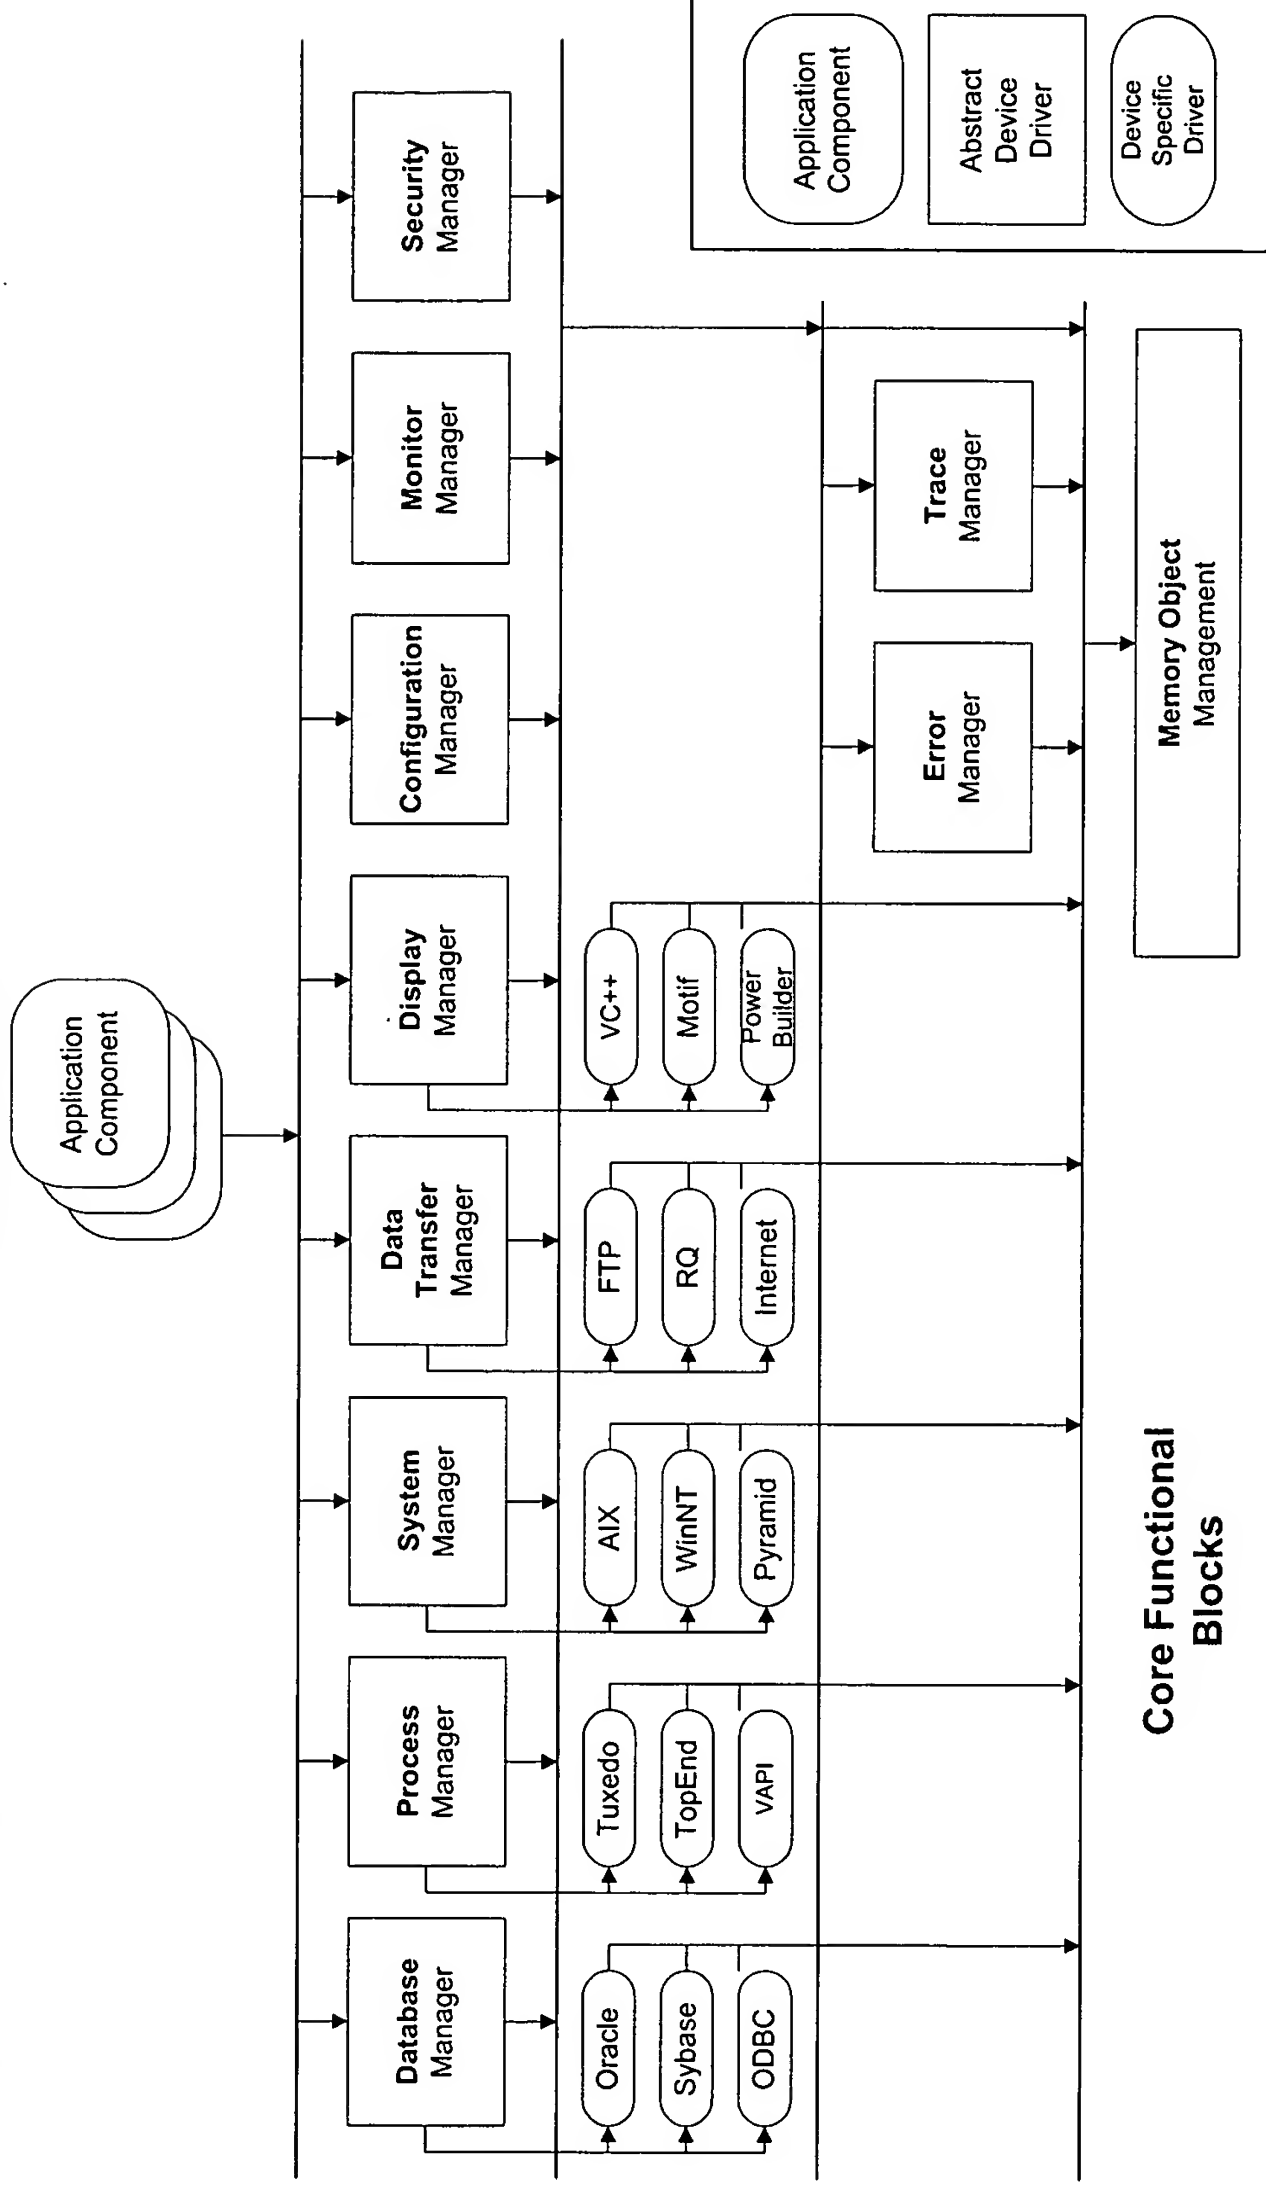 Application
Component
Database
Manager
Process
Manager
System
Manager
Data
Transfer
Manager
Display
Manager
Configuration
Manager
Monitor
Manager
Security
Manager
Oracle
Sybase
ODBC
Tuxedo
TopEnd
VAPI
AIX
WinNT
Pyramid
FTP
RQ
Internet
VC++
Motif
Power
Builder
Error
Manager
Trace
Manager
Memory Object
Management
Application
Component
Abstract
Device
Driver
Device
Specific
Driver
Core Functional
Blocks